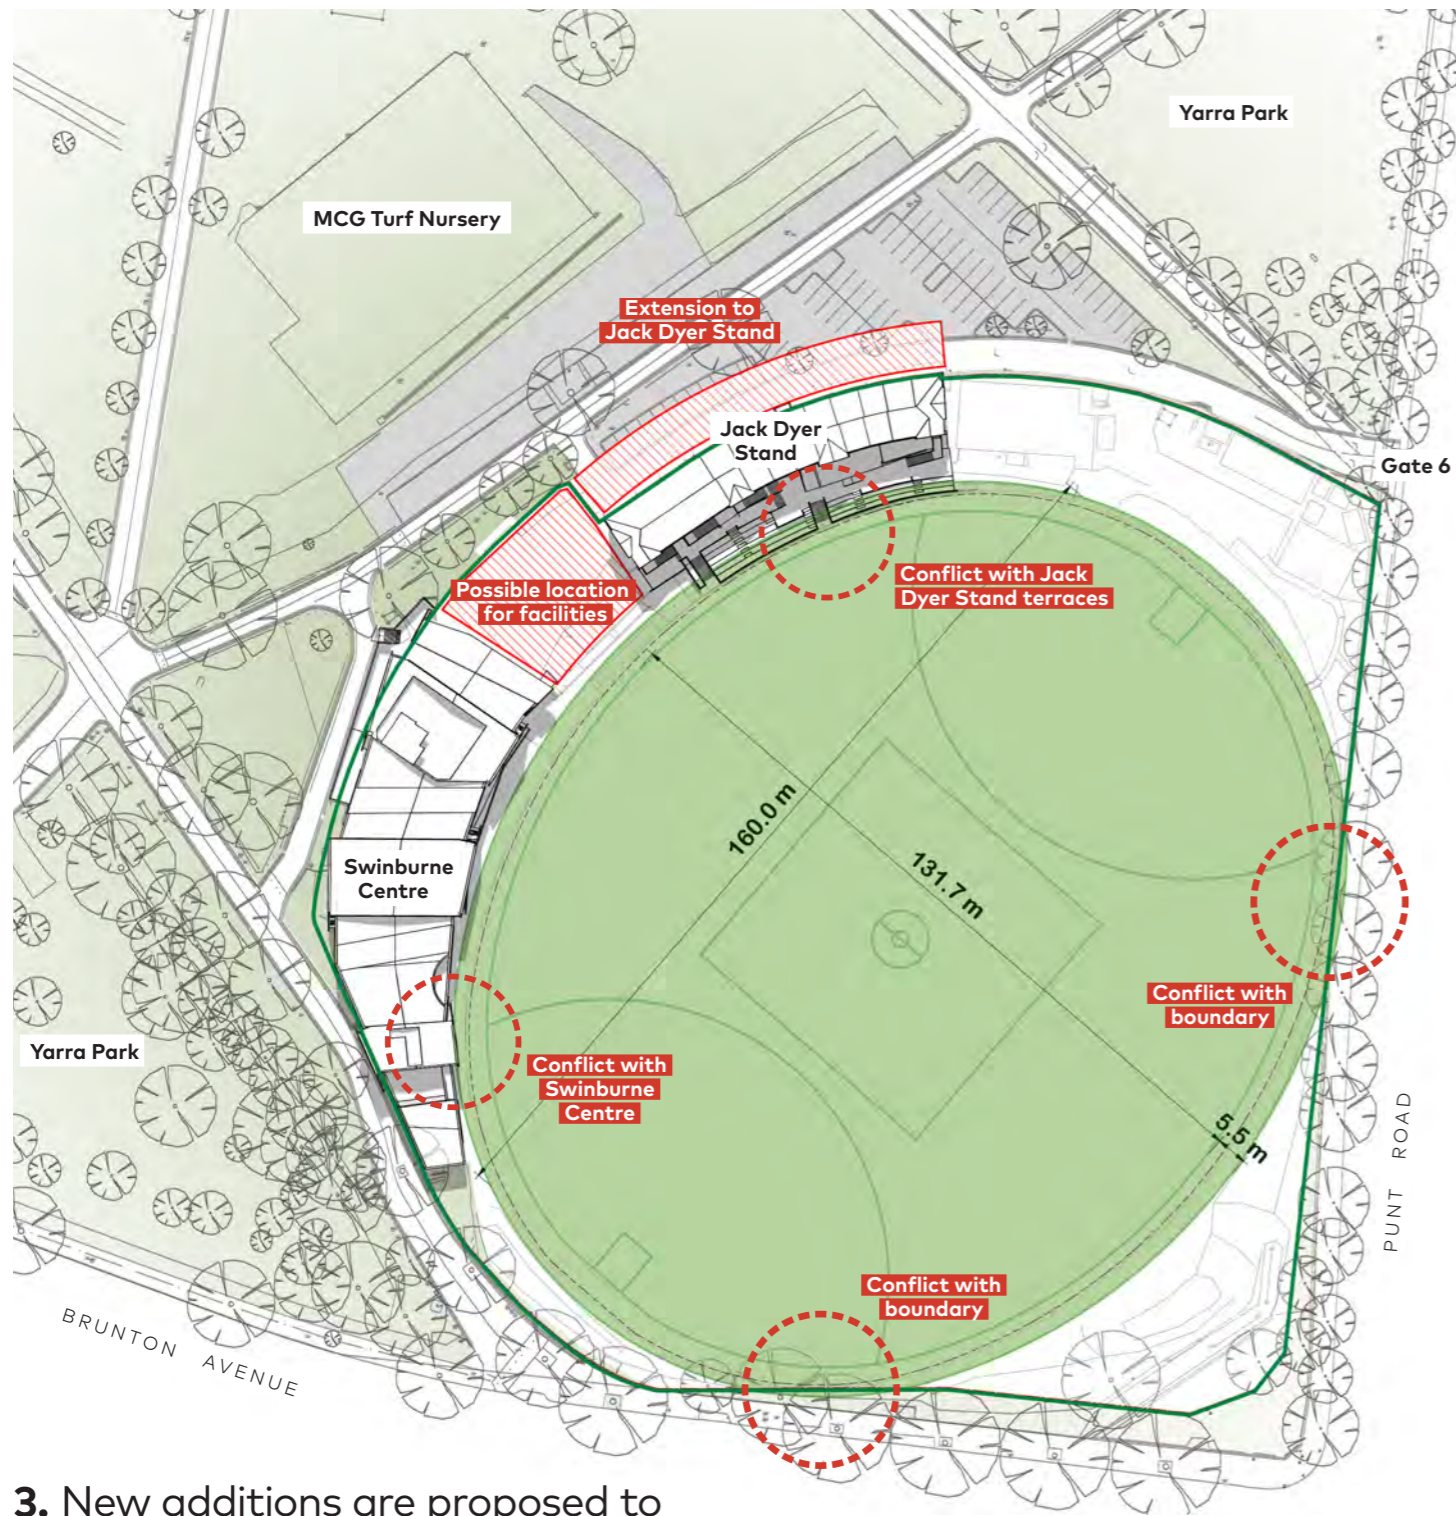 Yarra Park
MCG Turf Nursery
Extension to
Jack Dyer Stand
Jack Dyer
Stand
Gate 6
Possible location
for facilities
Conflict with Jack
Dyer Stand terraces
160.0 m
131.7 m
Swinburne
Centre
Conflict with
boundary
Yarra Park
Conflict with
Swinburne
Centre
5.5 m
PUNT ROAD
Conflict with
boundary
BRUNTON AVENUE
3. New additions are proposed to